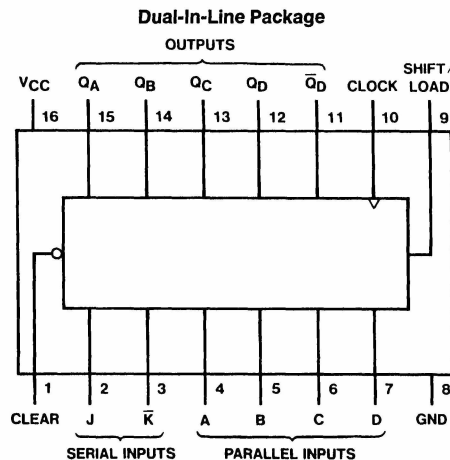 Dual-In-Line Package
OUTPUTS
VCC QA QB QC QD Q̅D CLOCK SHIFT/
LOAD
16 15 14 13 12 11 10 9
1 2 3 4 5 6 7 8
CLEAR J K̅ A B C D GND
SERIAL INPUTS PARALLEL INPUTS